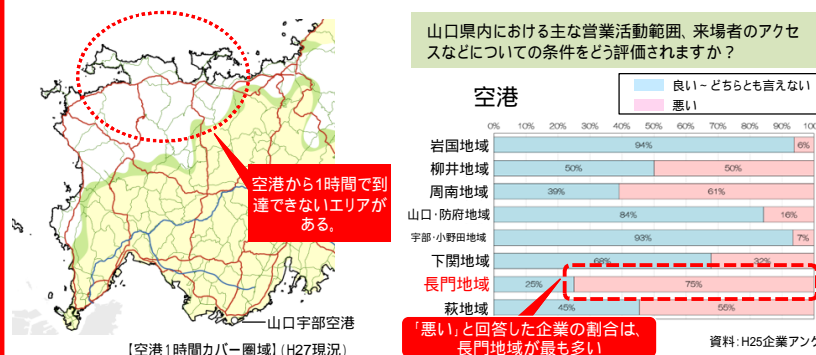 空港から1時間で到
達できないエリアが
ある。
山口宇部空港
【空港1時間カバー圏域】(H27現況)
山口県内における主な営業活動範囲、来場者のアクセ
スなどについての条件をどう評価されますか？
空港
良い~どちらとも言えない
悪い
0% 10% 20% 30% 40% 50% 60% 70% 80% 90% 100
岩国地域 94% 6%
柳井地域 50% 50%
周南地域 39% 61%
山口・防府地域 84% 16%
宇部・小野田地域 93% 7%
下関地域 68% 32%
長門地域 25% 75%
萩地域 45% 55%
「悪い」と回答した企業の割合は、
長門地域が最も多い
資料：H25企業アンケ